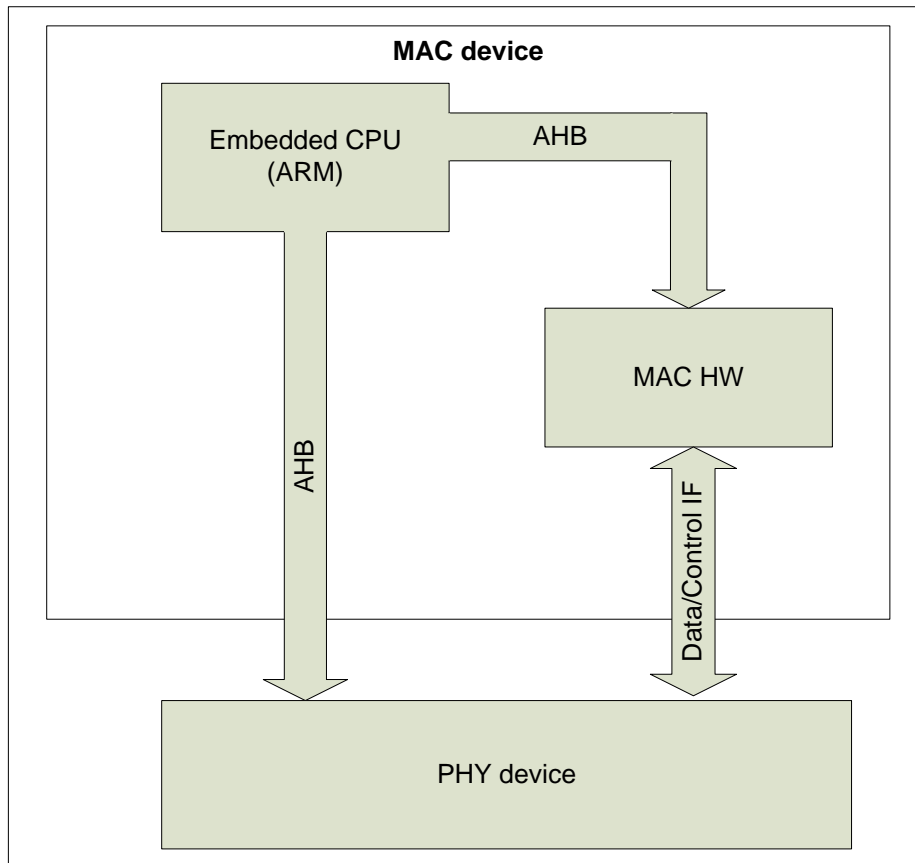 MAC device
Embedded CPU
(ARM)
AHB
MAC HW
AHB
Data/Control IF
PHY device